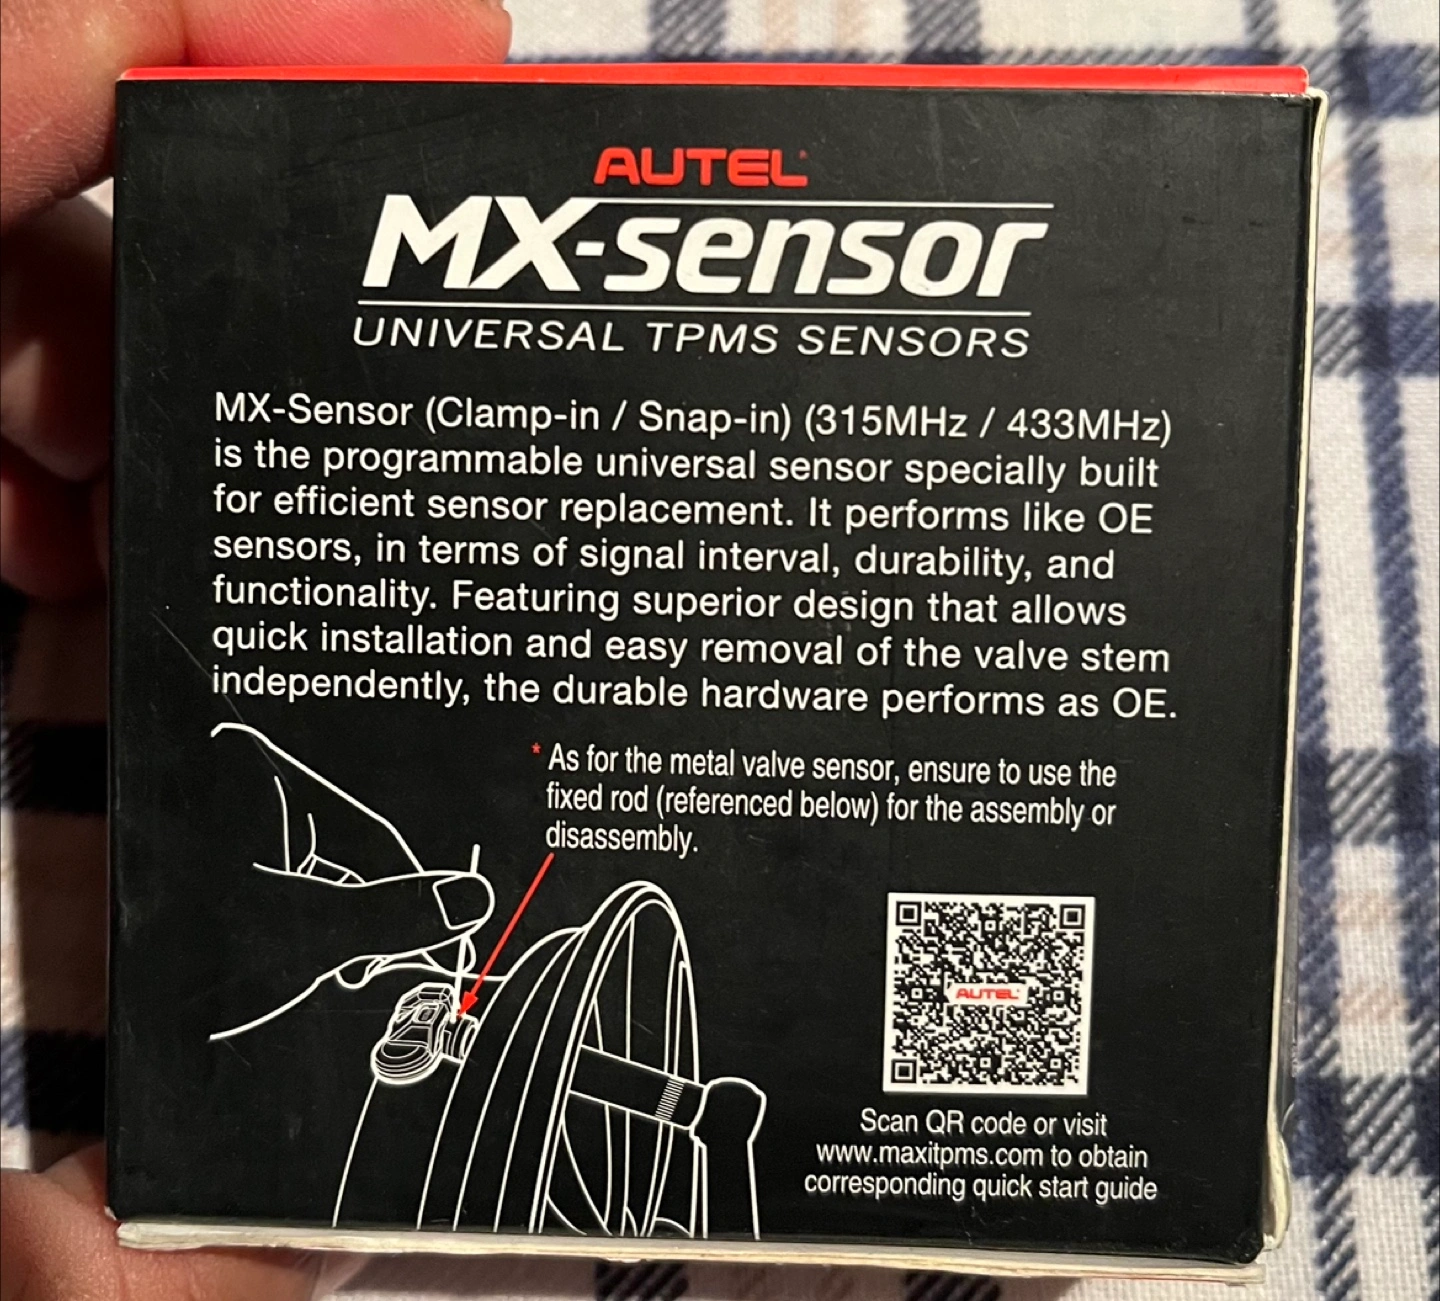 AUTEL
MX-sensor
UNIVERSAL TPMS SENSORS
MX-Sensor (Clamp-in / Snap-in) (315MHz / 433MHz)
is the programmable universal sensor specially built
for efficient sensor replacement. It performs like OE
sensors, in terms of signal interval, durability, and
functionality. Featuring superior design that allows
quick installation and easy removal of the valve stem
independently, the durable hardware performs as OE.
* As for the metal valve sensor, ensure to use the
fixed rod (referenced below) for the assembly or
disassembly.
AUTEL
Scan QR code or visit
www.maxitpms.com to obtain
corresponding quick start guide